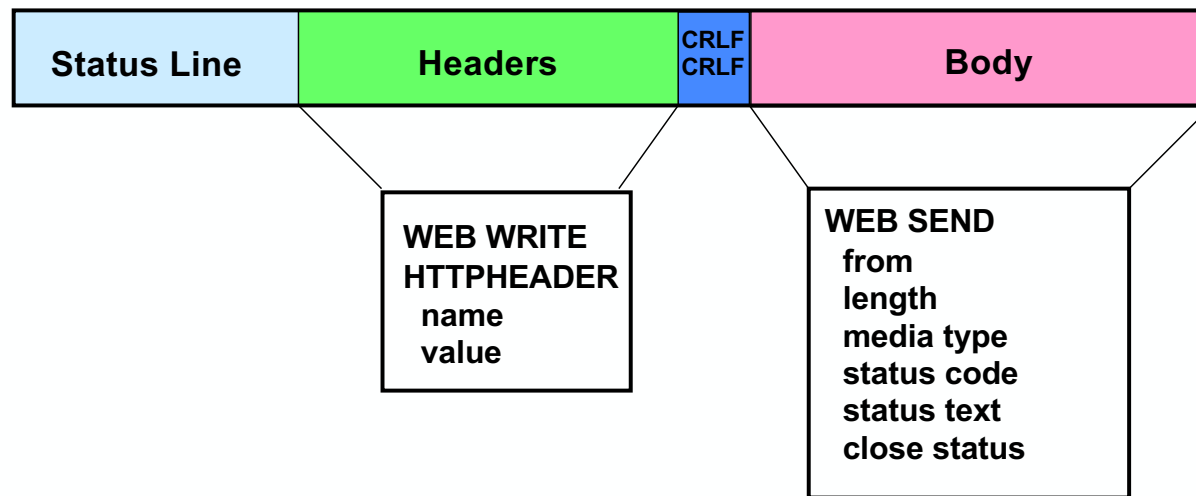 Status Line
Headers
CRLF
CRLF
Body
WEB WRITE
HTTPHEADER
name
value
WEB SEND
from
length
media type
status code
status text
close status